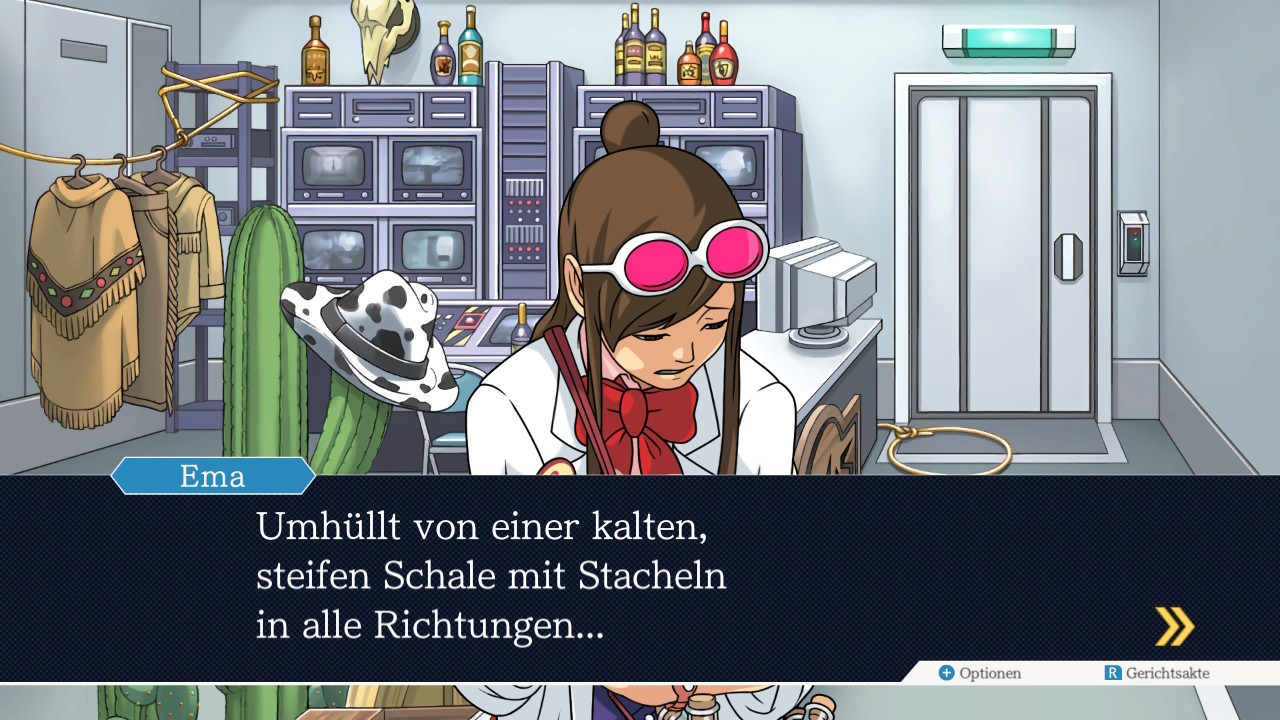 Ema
Umhüllt von einer kalten,
steifen Schale mit Stacheln
in alle Richtungen...
+ Optionen
R Gerichtsakte